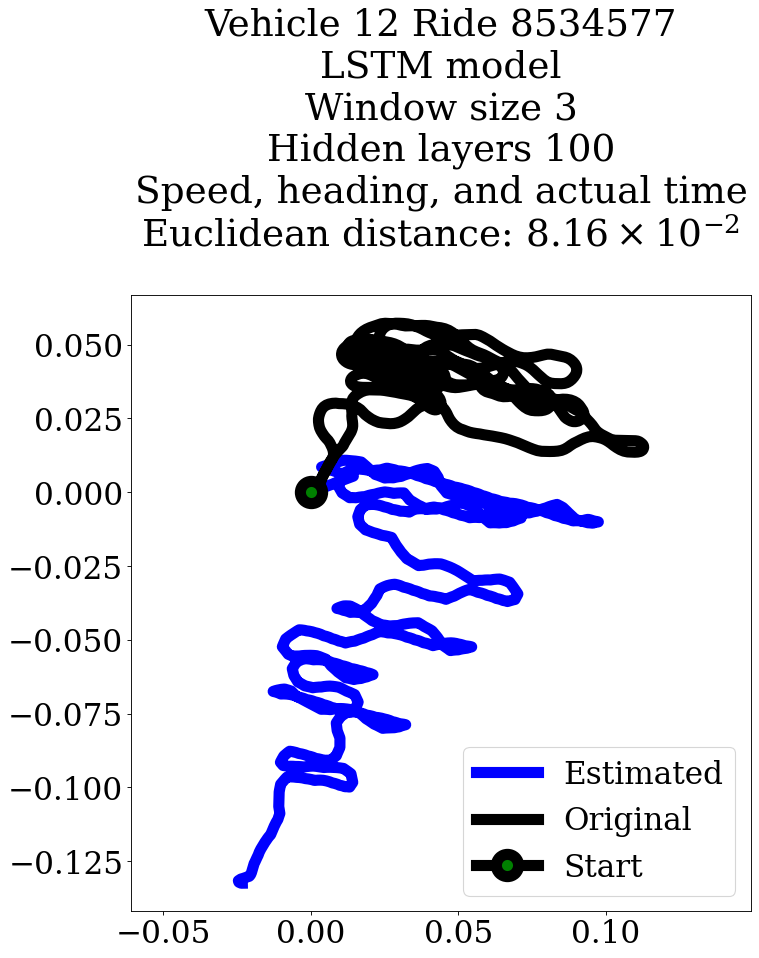 Vehicle 12 Ride 8534577
LSTM model
Window size 3
Hidden layers 100
Speed, heading, and actual time
Euclidean distance: 8.16 × 10⁻²
0.050
0.025
0.000
−0.025
−0.050
−0.075
−0.100
−0.125
Estimated
Original
Start
−0.05 0.00 0.05 0.10